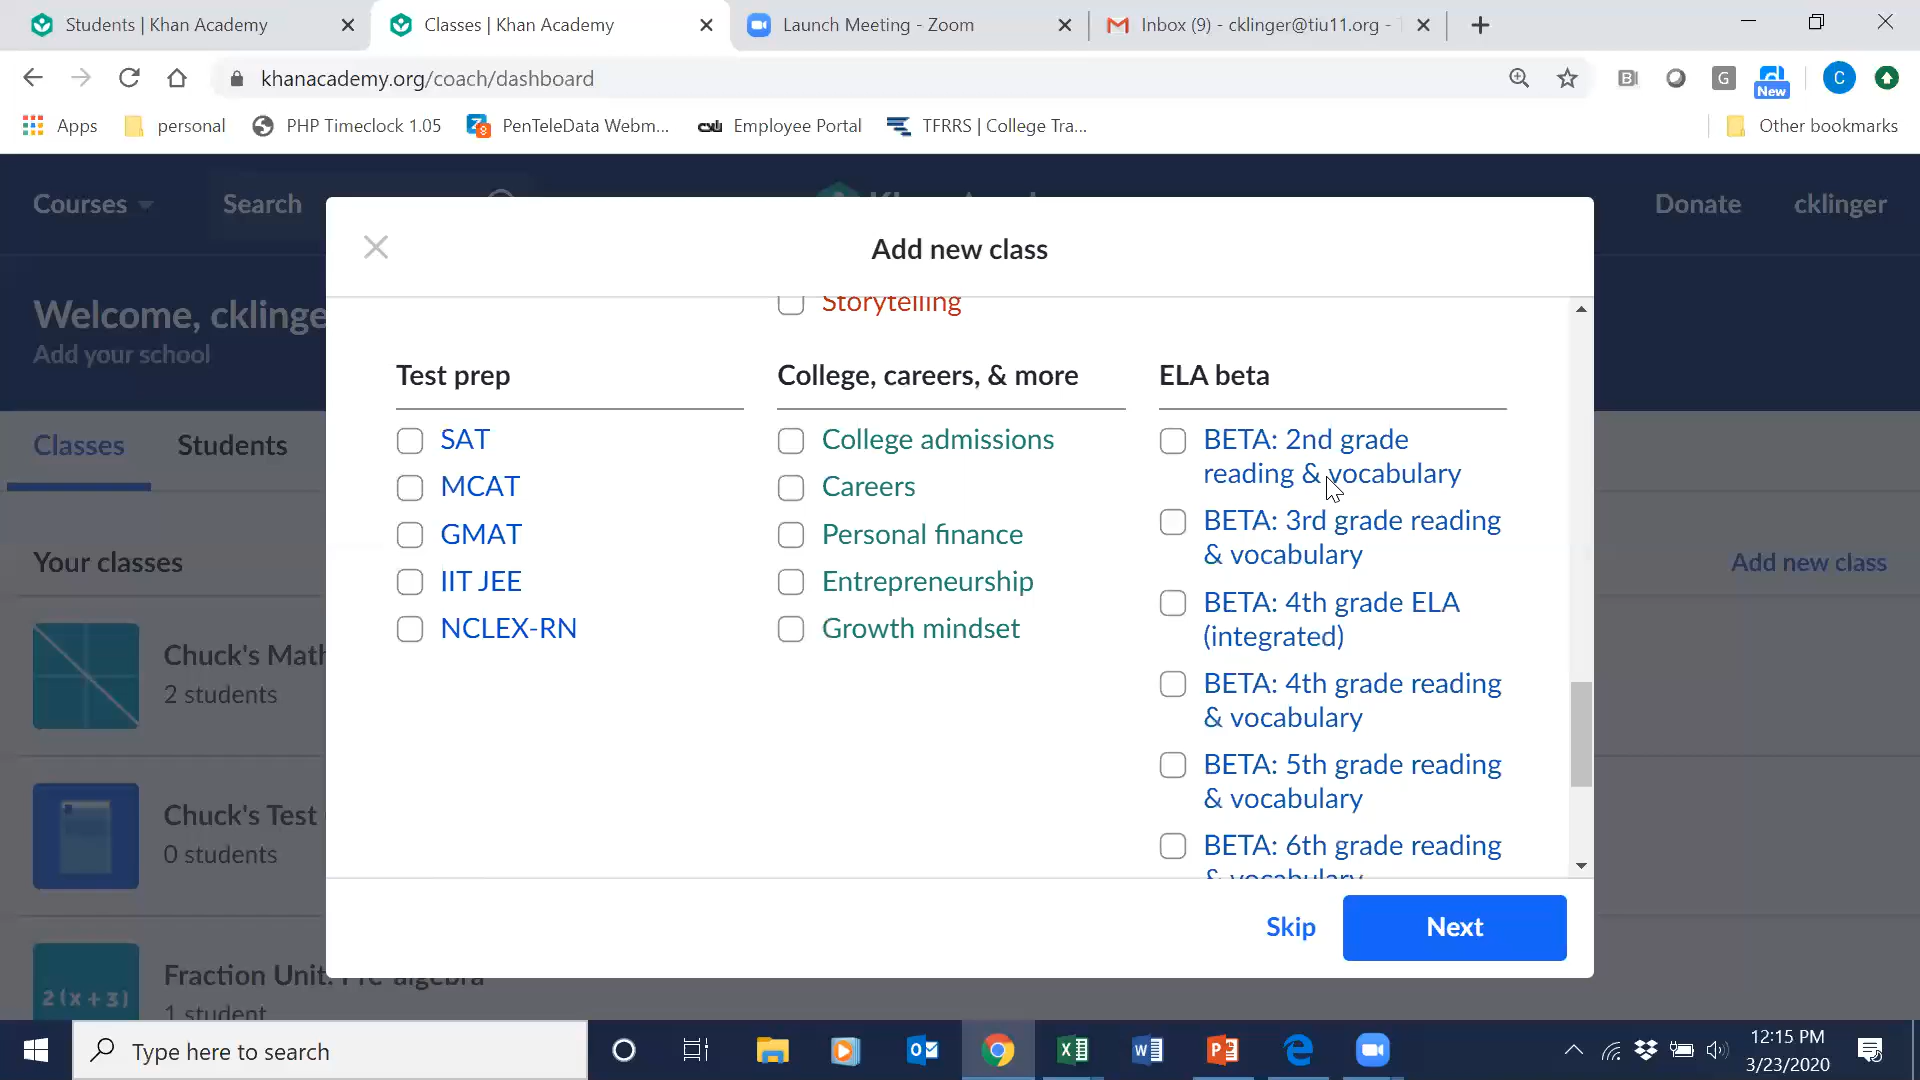 Students | Khan Academy
Classes | Khan Academy
Launch Meeting - Zoom
Inbox (9) - cklinger@tiu11.org -
khanacademy.org/coach/dashboard
G
New
C
Apps
personal
PHP Timeclock 1.05
PenTeleData Webm...
Employee Portal
TFRRS | College Tra...
Other bookmarks
Courses
Search
Donate
cklinger
Add new class
Welcome, cklinge
Add your school
Storytelling
Test prep
College, careers, & more
ELA beta
Classes
Students
SAT
College admissions
BETA: 2nd grade
reading & vocabulary
MCAT
Careers
BETA: 3rd grade reading
& vocabulary
GMAT
Personal finance
Your classes
Add new class
IIT JEE
Entrepreneurship
BETA: 4th grade ELA
(integrated)
NCLEX-RN
Growth mindset
Chuck's Math
2 students
BETA: 4th grade reading
& vocabulary
BETA: 5th grade reading
& vocabulary
Chuck's Test
0 students
BETA: 6th grade reading
& vocabulary
Skip
Next
Fraction Unit: Pre-algebra
1 student
2(x+3)
Type here to search
12:15 PM
3/23/2020